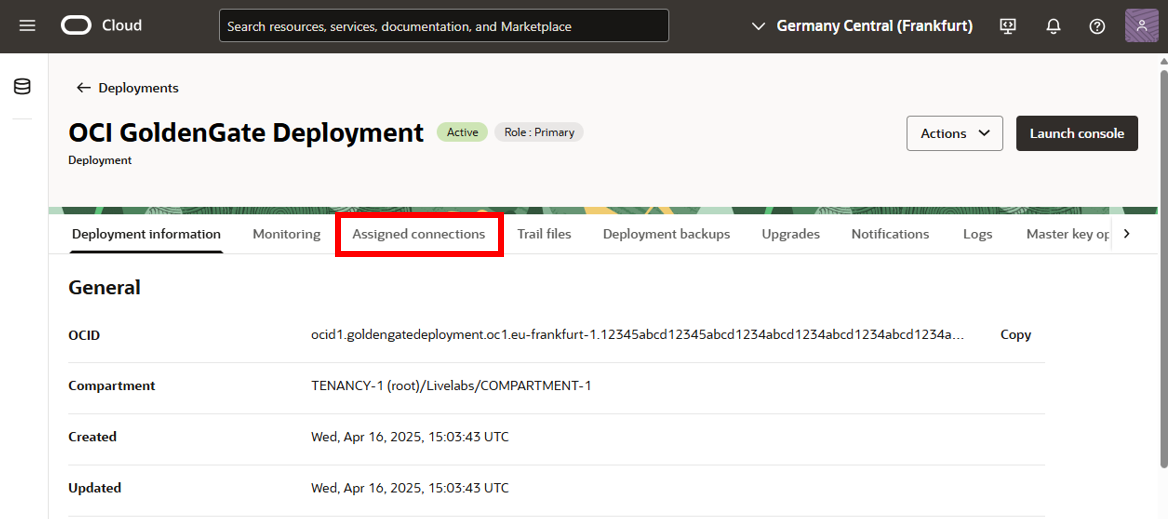 Cloud
Search resources, services, documentation, and Marketplace
Germany Central (Frankfurt)
Deployments
OCI GoldenGate Deployment
Active
Role : Primary
Actions
Launch console
Deployment
Deployment information
Monitoring
Assigned connections
Trail files
Deployment backups
Upgrades
Notifications
Logs
Master key op
General
OCID
ocid1.goldengatedeployment.oc1.eu-frankfurt-1.12345abcd12345abcd1234abcd1234abcd1234abcd1234a...
Copy
Compartment
TENANCY-1 (root)/Livelabs/COMPARTMENT-1
Created
Wed, Apr 16, 2025, 15:03:43 UTC
Updated
Wed, Apr 16, 2025, 15:03:43 UTC